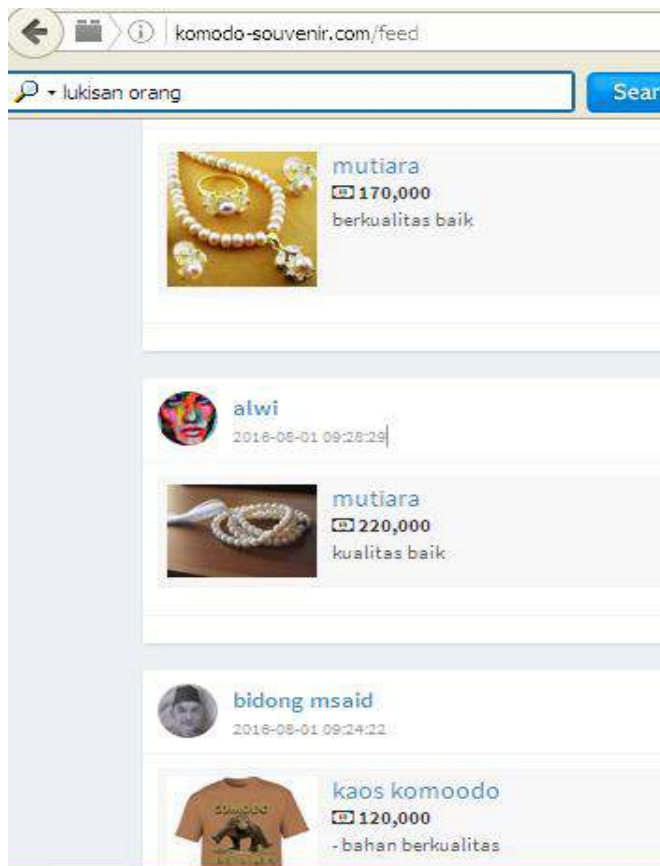 komodo-souvenir.com/feed
lukisan orang
Sear
mutiara
170,000
berkualitas baik
alwi
2016-08-01 09:28:29
mutiara
220,000
kualitas baik
bidong msaid
2016-08-01 09:24:22
KOMODO
kaos komoodo
120,000
- bahan berkualitas